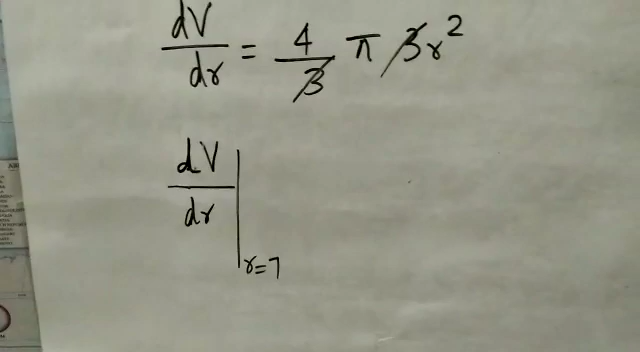 dV/dr = 4/3 π 3r²
dV/dr |r=7